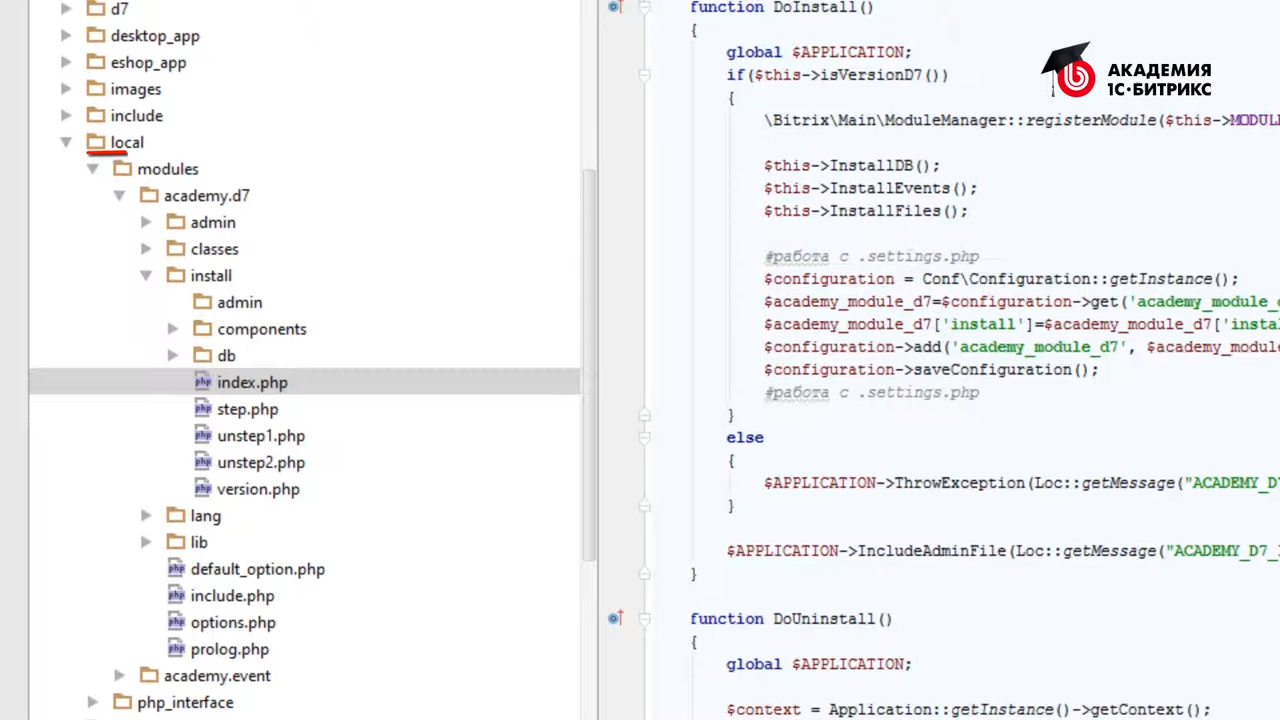 d7
desktop_app
eshop_app
images
include
local
modules
academy.d7
admin
classes
install
admin
components
db
index.php
step.php
unstep1.php
unstep2.php
version.php
lang
lib
default_option.php
include.php
options.php
prolog.php
academy.event
php_interface
function DoInstall()
{
global $APPLICATION;
if($this->isVersionD7())
{
\Bitrix\Main\ModuleManager::registerModule($this->MODUL
$this->InstallDB();
$this->InstallEvents();
$this->InstallFiles();
#работа с .settings.php
$configuration = Conf\Configuration::getInstance();
$academy_module_d7=$configuration->get('academy_module_
$academy_module_d7['install']=$academy_module_d7['insta
$configuration->add('academy_module_d7', $academy_module
$configuration->saveConfiguration();
#работа с .settings.php
}
else
{
$APPLICATION->ThrowException(Loc::getMessage("ACADEMY_D7
}
$APPLICATION->IncludeAdminFile(Loc::getMessage("ACADEMY_D7_
}
function DoUninstall()
{
global $APPLICATION;
$context = Application::getInstance()->getContext();
АКАДЕМИЯ
1С·БИТРИКС